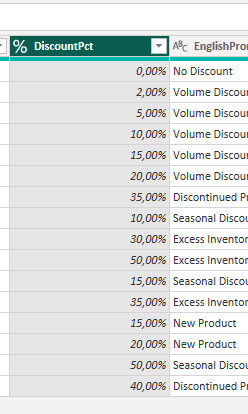 % DiscountPct ABC EnglishPro
0,00% No Discount
2,00% Volume Discou
5,00% Volume Discou
10,00% Volume Discou
15,00% Volume Discou
20,00% Volume Discou
35,00% Discontinued Pr
10,00% Seasonal Discou
30,00% Excess Inventor
50,00% Excess Inventor
15,00% Seasonal Discou
35,00% Excess Inventor
15,00% New Product
20,00% New Product
50,00% Seasonal Discou
40,00% Discontinued Pr